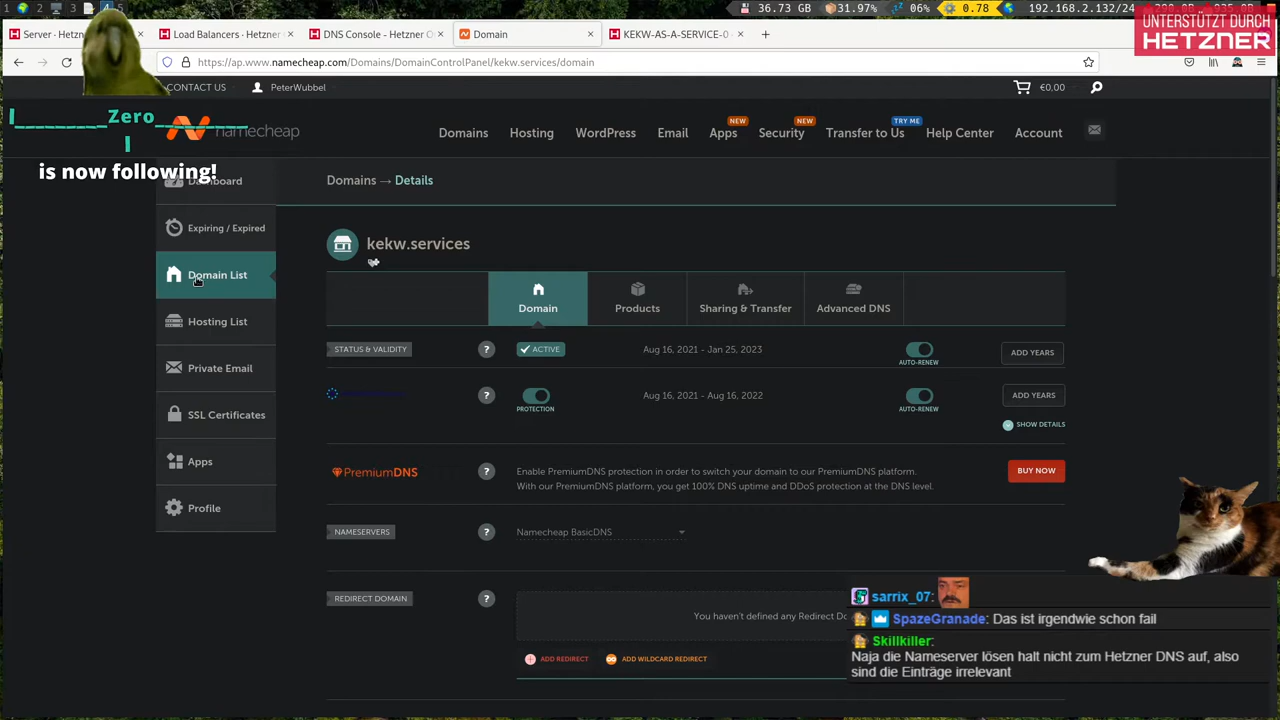 1 2 3 4 5
36.73 GB 31.97% 06% 0.78 192.168.2.132/24
UNTERSTÜTZT DURCH
HETZNER
Server - Hetzne
Load Balancers - Hetzner
DNS Console - Hetzner O
Domain
KEKW-AS-A-SERVICE-0
https://ap.www.namecheap.com/Domains/DomainControlPanel/kekw.services/domain
CONTACT US
PeterWubbel
€0,00
Zero
is now following!
namecheap
Domains
Hosting
WordPress
Email
Apps
NEW
Security
NEW
Transfer to Us
TRY ME
Help Center
Account
Dashboard
Expiring / Expired
Domain List
Hosting List
Private Email
SSL Certificates
Apps
Profile
Domains → Details
kekw.services
Domain
Products
Sharing & Transfer
Advanced DNS
STATUS & VALIDITY
?
ACTIVE
Aug 16, 2021 - Jan 25, 2023
AUTO-RENEW
ADD YEARS
?
PROTECTION
Aug 16, 2021 - Aug 16, 2022
AUTO-RENEW
ADD YEARS
SHOW DETAILS
PremiumDNS
?
Enable PremiumDNS protection in order to switch your domain to our PremiumDNS platform.
With our PremiumDNS platform, you get 100% DNS uptime and DDoS protection at the DNS level.
BUY NOW
NAMESERVERS
?
Namecheap BasicDNS
REDIRECT DOMAIN
?
You haven't defined any Redirect Do
ADD REDIRECT
ADD WILDCARD REDIRECT
sarrix_07:
SpazeGranade: Das ist irgendwie schon fail
Skillkiller:
Naja die Nameserver lösen halt nicht zum Hetzner DNS auf, also
sind die Einträge irrelevant